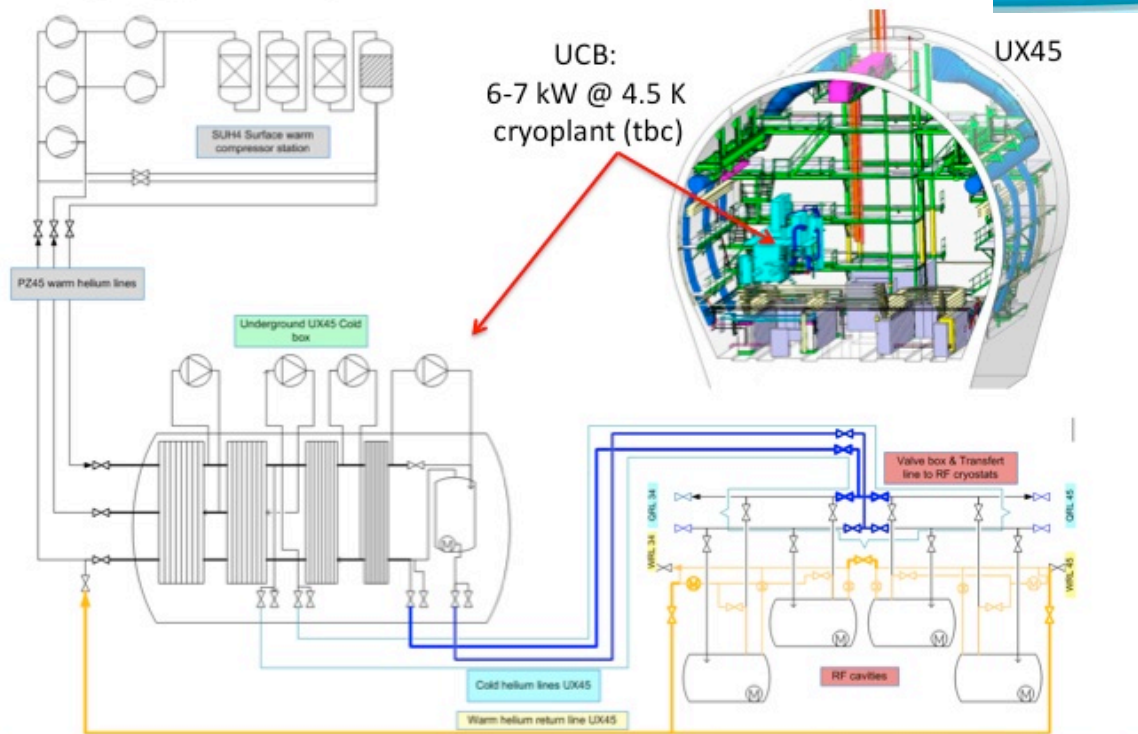 UCB:
6-7 kW @ 4.5 K
cryoplant (tbc)
UX45
SUH4 Surface warm
compressor station
PZ45 warm helium lines
Underground UX45 Cold
box
Valve box & Transfert
line to RF cryostats
QRL 34
QRL 45
WRL 34
WRL 45
M
M
M
M
M
RF cavities
Cold helium lines UX45
Warm helium return line UX45